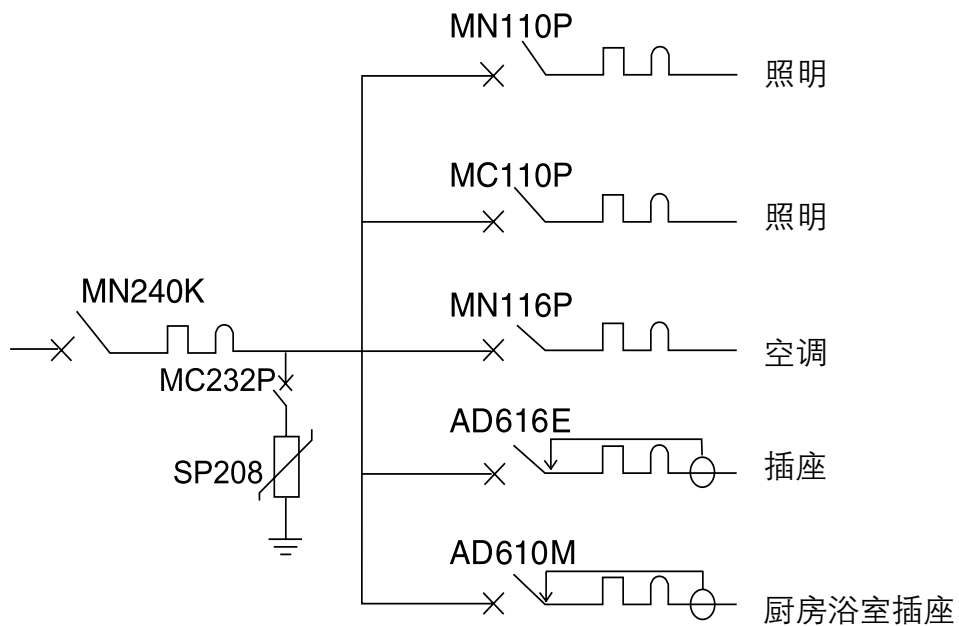 MN110P
照明
MC110P
照明
MN240K
MN116P
空调
MC232P
AD616E
SP208
插座
AD610M
厨房浴室插座